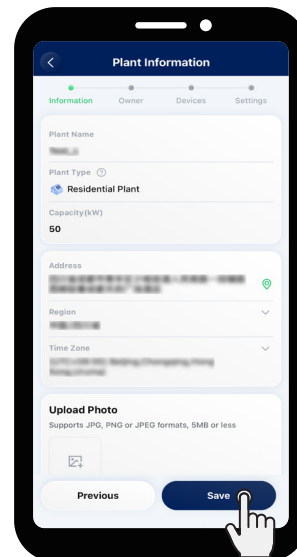 Plant Information
Information Owner Devices Settings
Plant Name
Plant Type ?
Residential Plant
Capacity(kW)
50
Address
Region
Time Zone
Upload Photo
Supports JPG, PNG or JPEG formats, 5MB or less
Previous Save